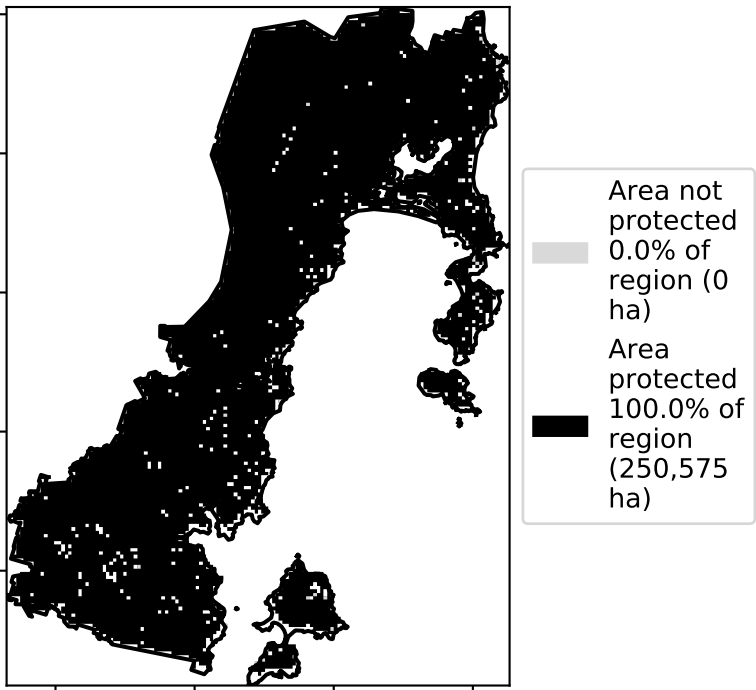 Area not
protected
0.0% of
region (0
ha)
Area
protected
100.0% of
region
(250,575
ha)